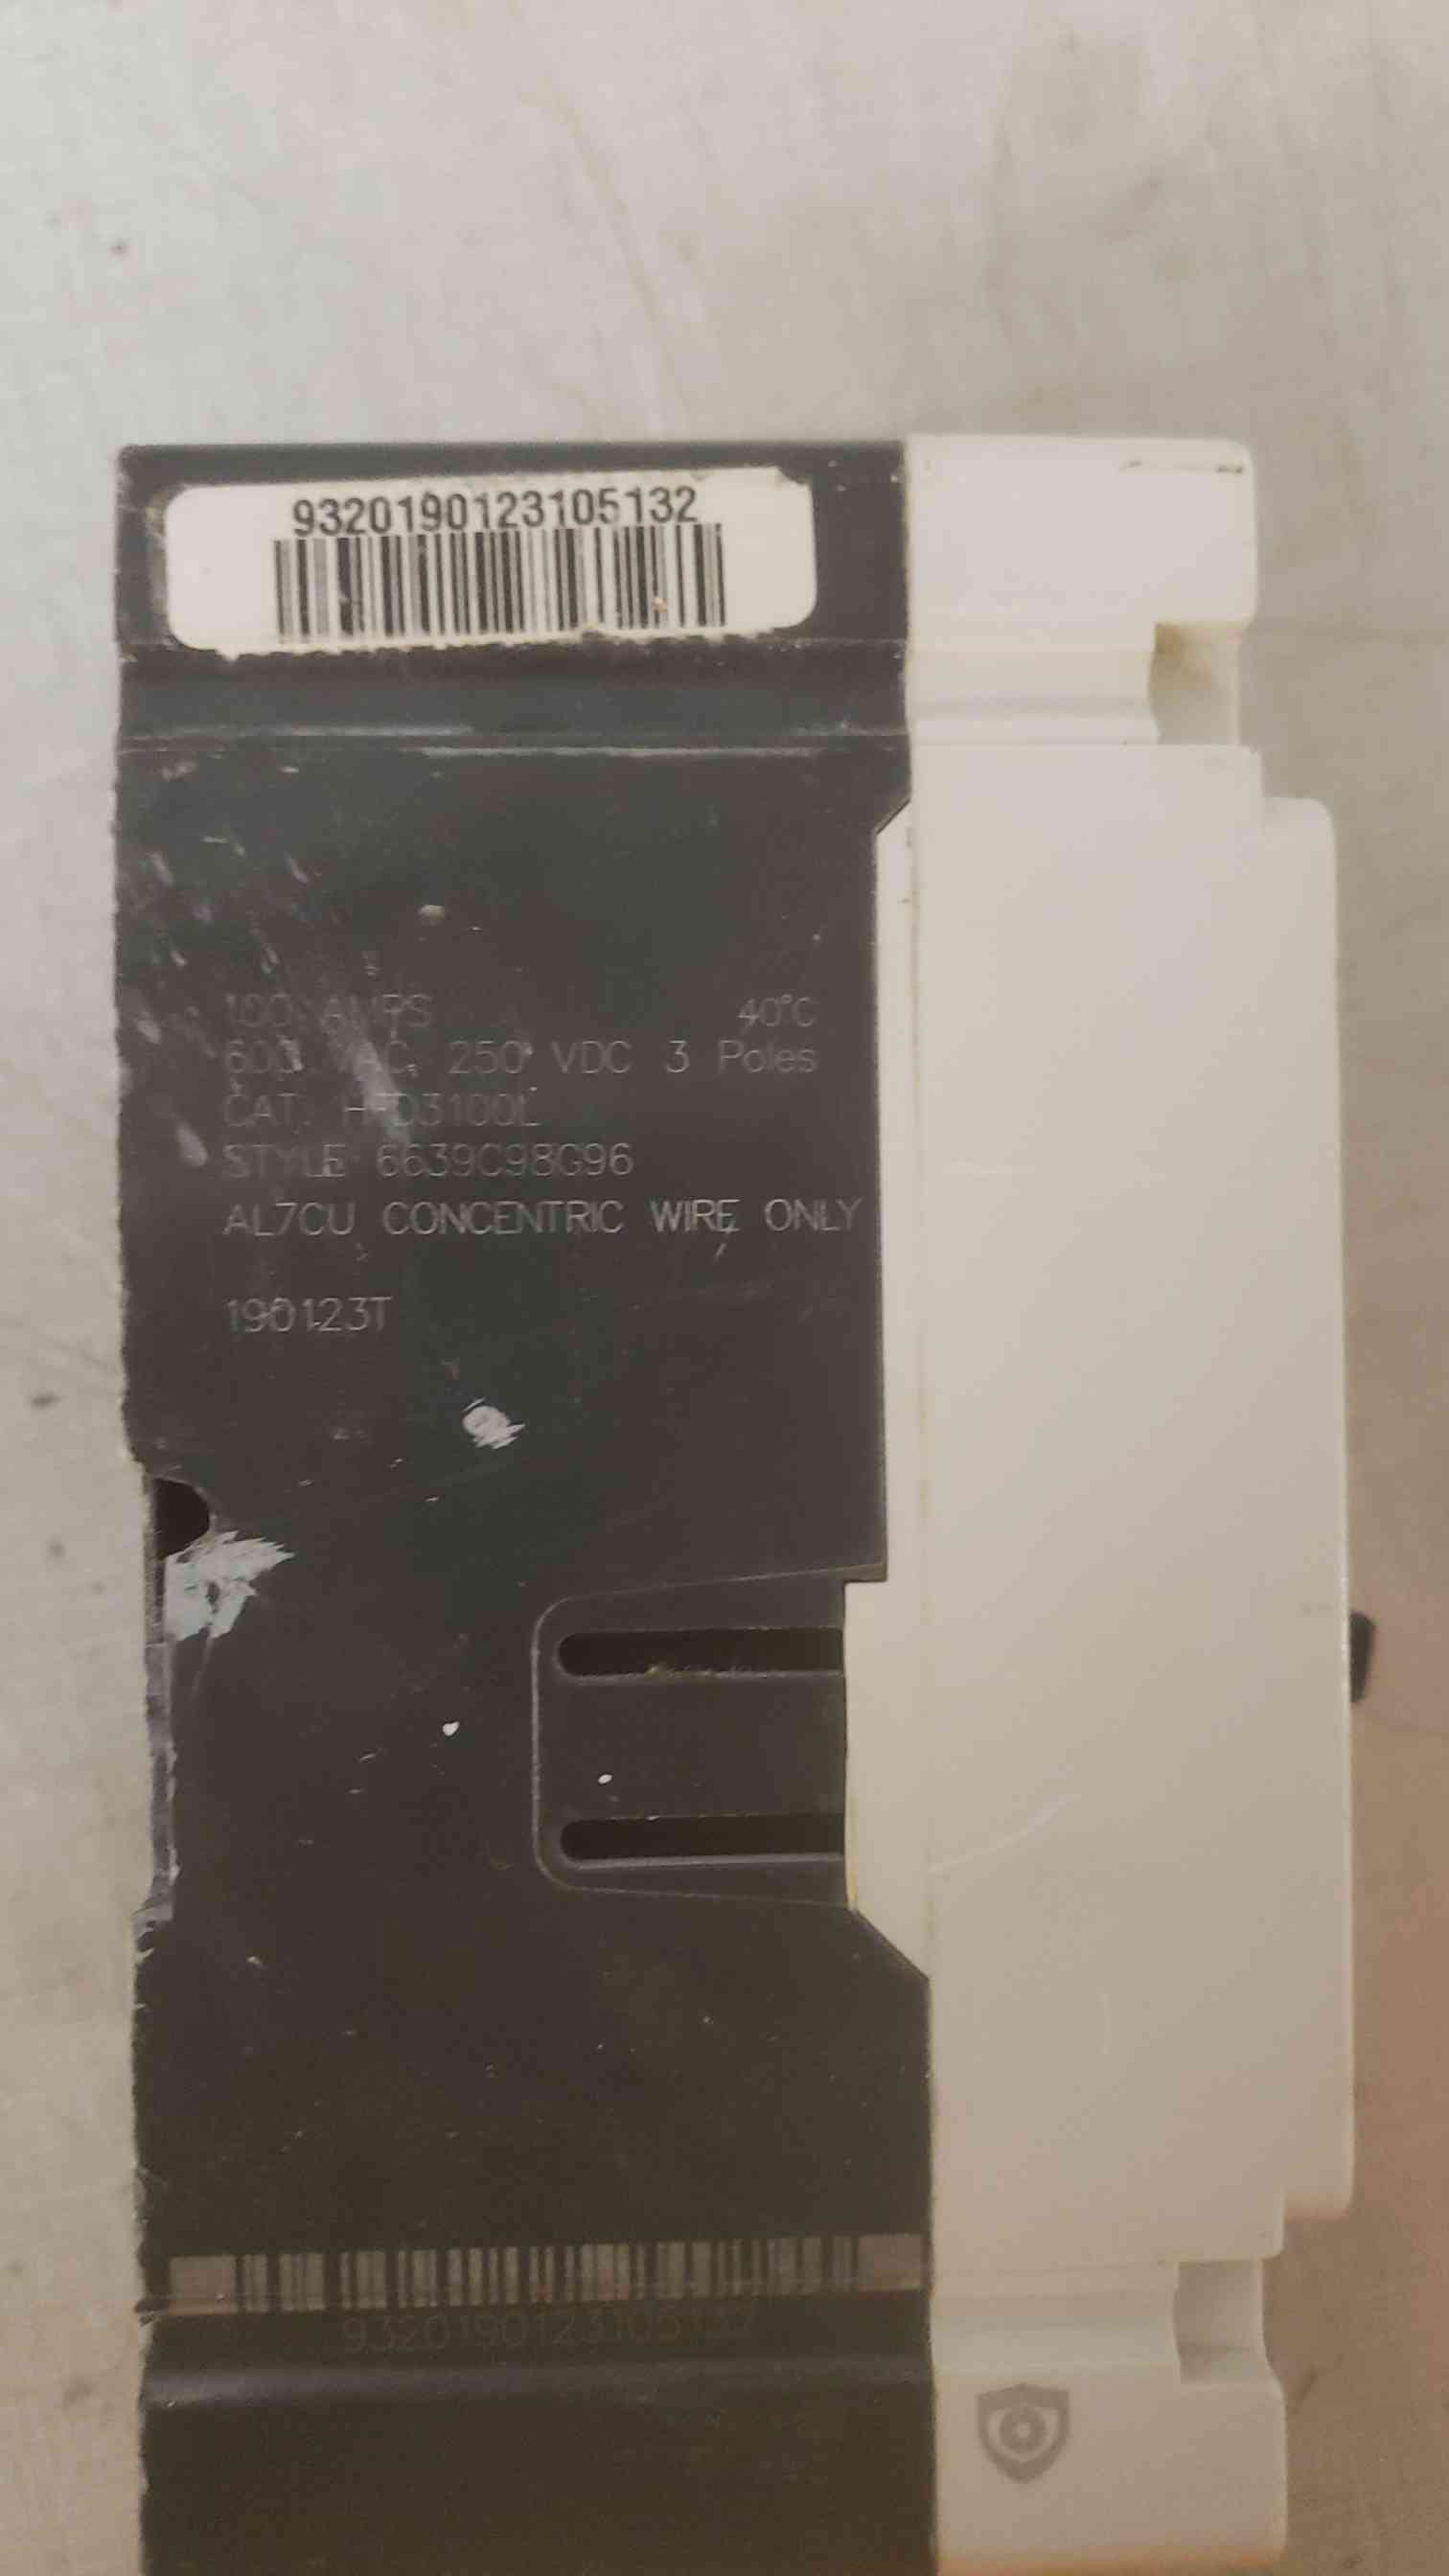 9320190123105132
100 AMPS 40°C
600 VAC, 250 VDC 3 Poles
CAT. HFD3100L
STYLE 6639C98G96
AL7CU CONCENTRIC WIRE ONLY
190123T
9320190123105132